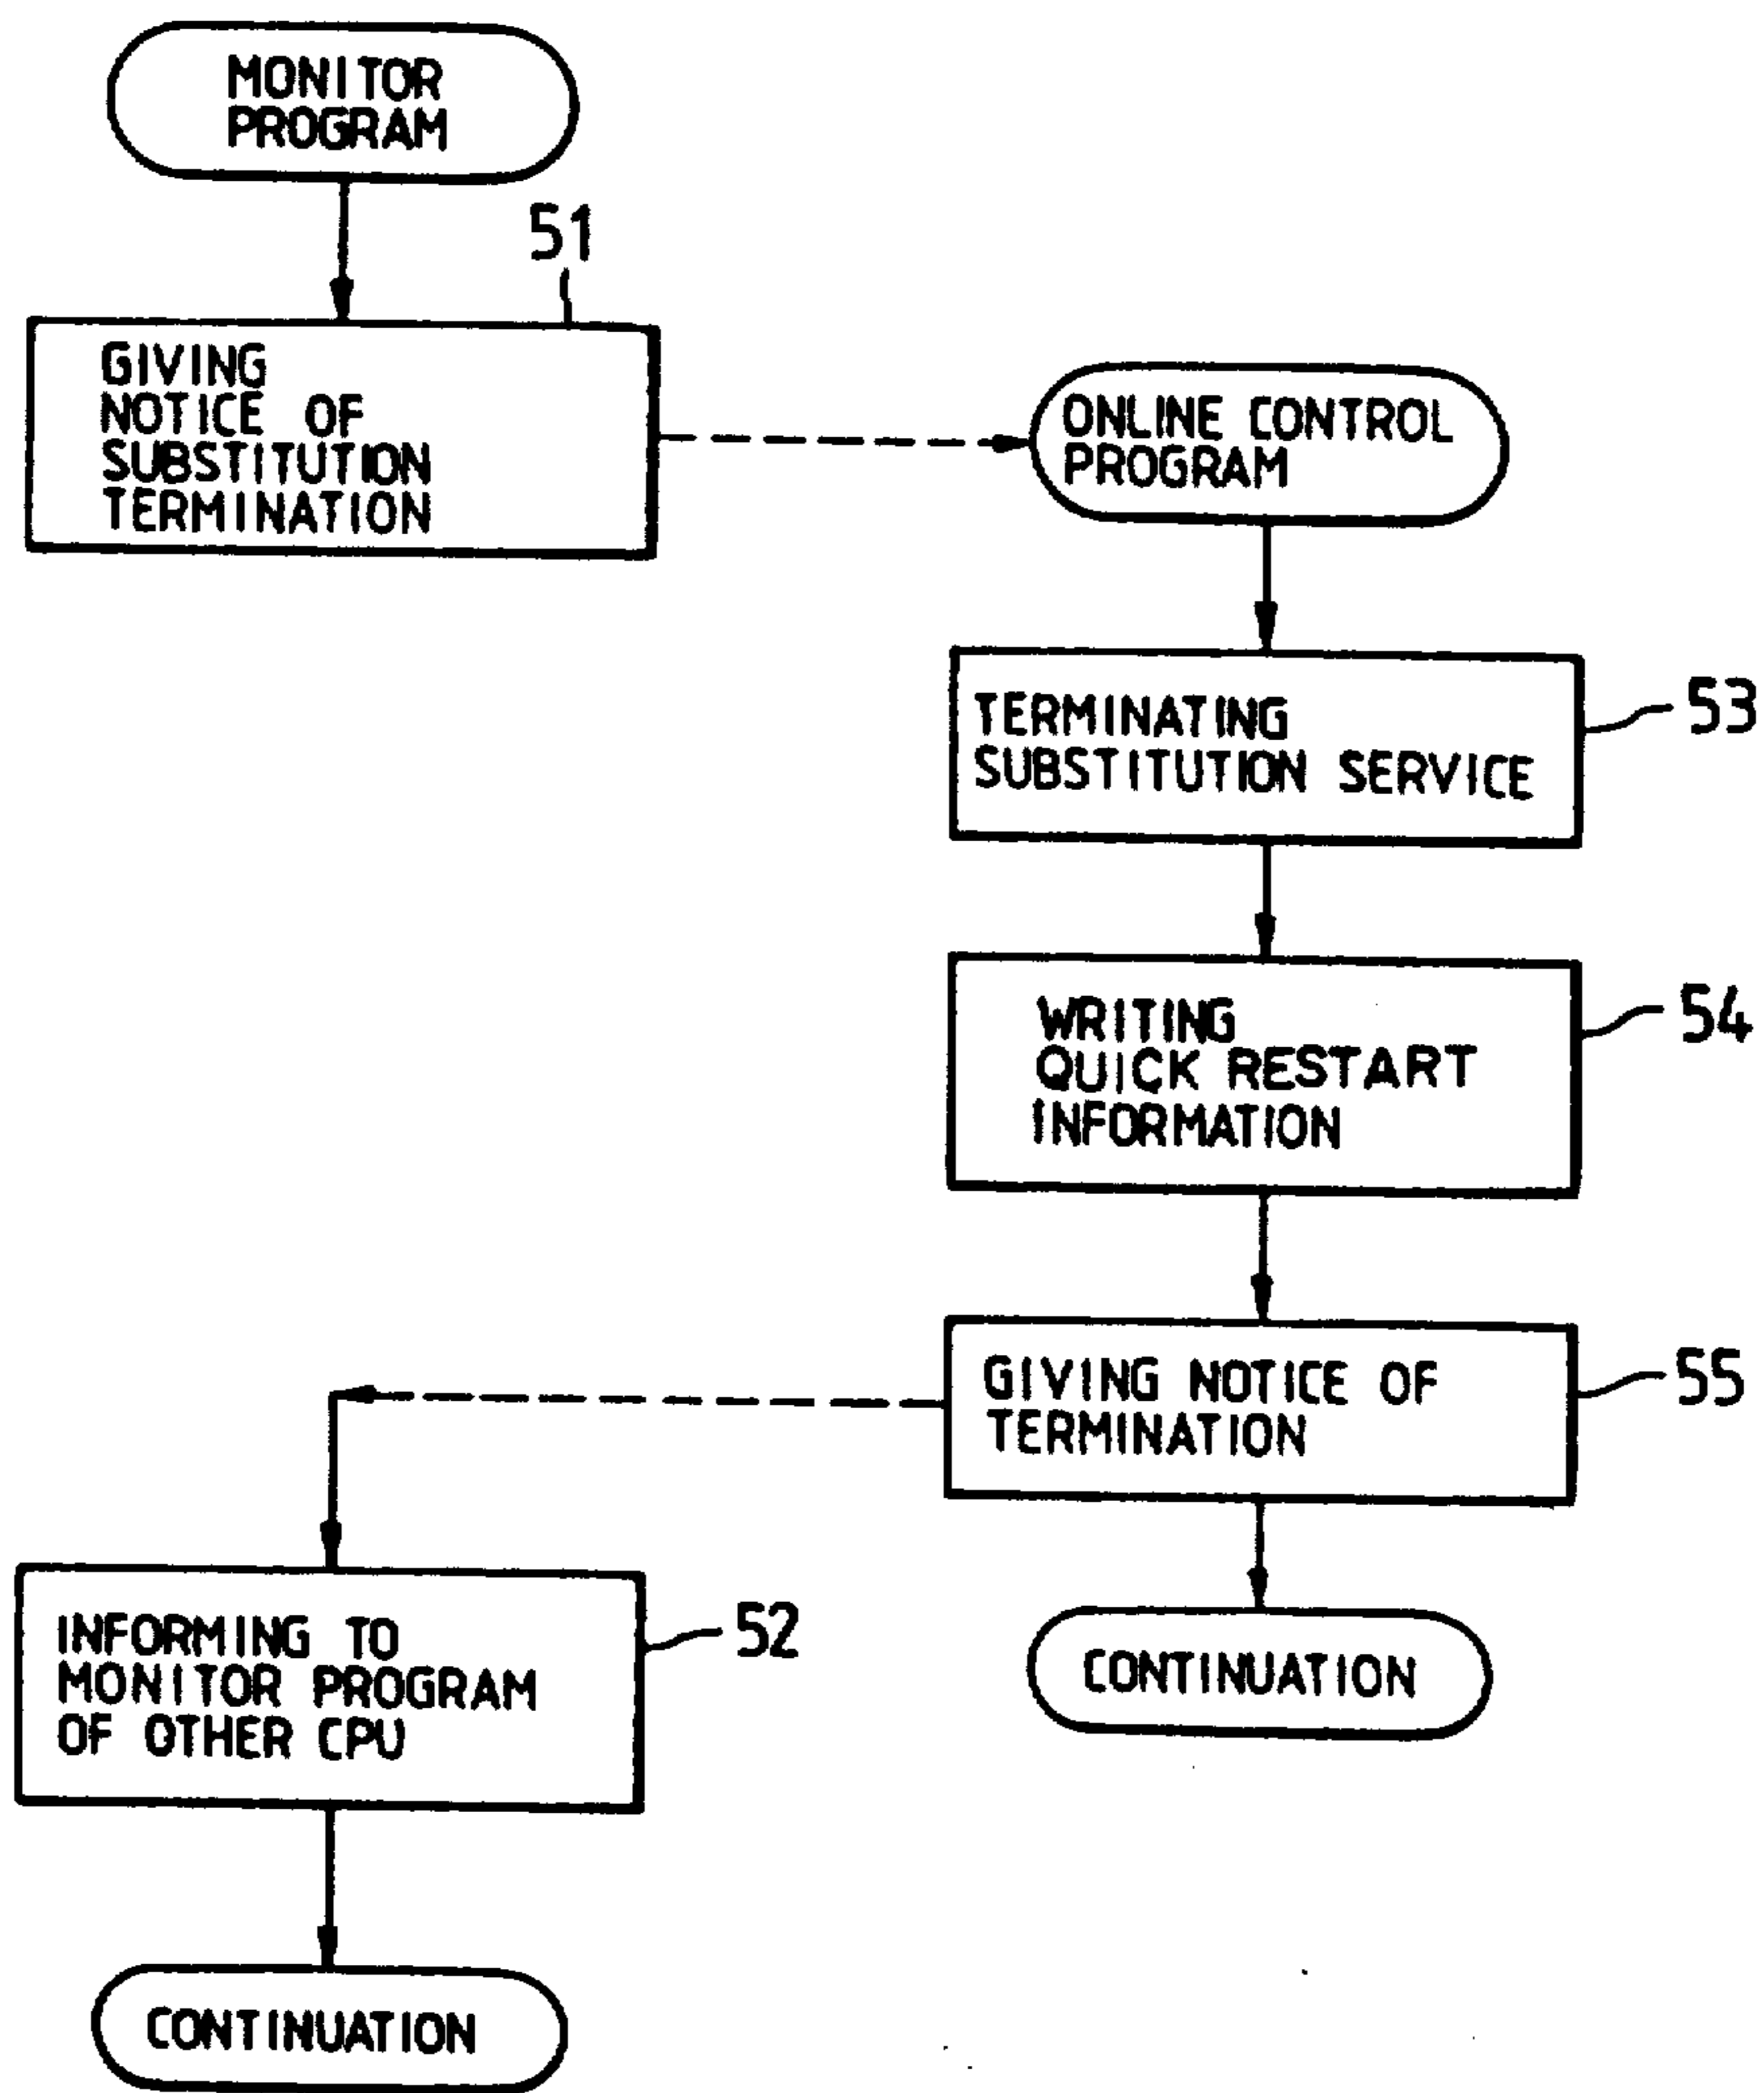 MONITOR
PROGRAM
51
GIVING
NOTICE OF
SUBSTITUTION
TERMINATION
ONLINE CONTROL
PROGRAM
TERMINATING
SUBSTITUTION SERVICE
53
WRITING
QUICK RESTART
INFORMATION
54
GIVING NOTICE OF
TERMINATION
55
INFORMING TO
MONITOR PROGRAM
OF OTHER CPU
52
CONTINUATION
CONTINUATION